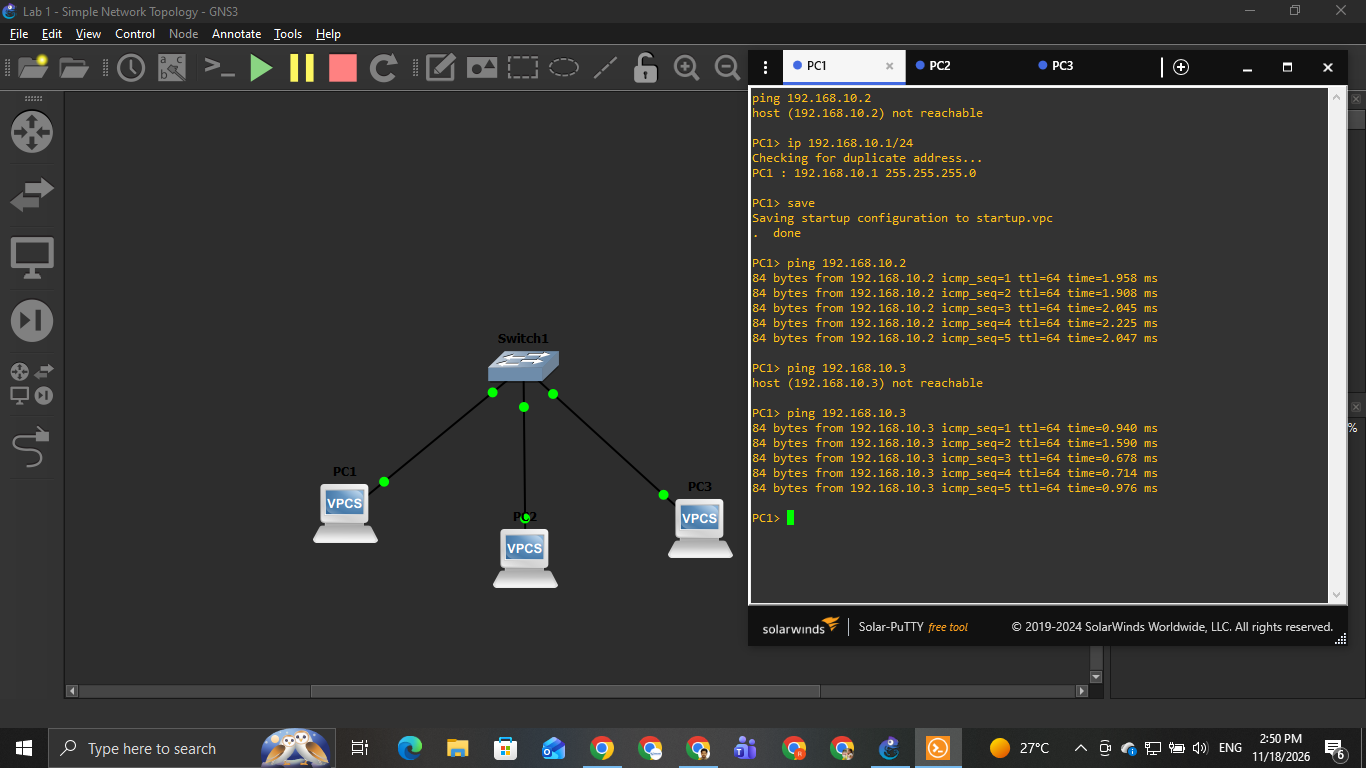 Lab 1 - Simple Network Topology - GNS3
File Edit View Control Node Annotate Tools Help
PC1 PC2 PC3
ping 192.168.10.2
host (192.168.10.2) not reachable
PC1> ip 192.168.10.1/24
Checking for duplicate address...
PC1 : 192.168.10.1 255.255.255.0
PC1> save
Saving startup configuration to startup.vpc
.  done
PC1> ping 192.168.10.2
84 bytes from 192.168.10.2 icmp_seq=1 ttl=64 time=1.958 ms
84 bytes from 192.168.10.2 icmp_seq=2 ttl=64 time=1.908 ms
84 bytes from 192.168.10.2 icmp_seq=3 ttl=64 time=2.045 ms
84 bytes from 192.168.10.2 icmp_seq=4 ttl=64 time=2.225 ms
84 bytes from 192.168.10.2 icmp_seq=5 ttl=64 time=2.047 ms
PC1> ping 192.168.10.3
host (192.168.10.3) not reachable
PC1> ping 192.168.10.3
84 bytes from 192.168.10.3 icmp_seq=1 ttl=64 time=0.940 ms
84 bytes from 192.168.10.3 icmp_seq=2 ttl=64 time=1.590 ms
84 bytes from 192.168.10.3 icmp_seq=3 ttl=64 time=0.678 ms
84 bytes from 192.168.10.3 icmp_seq=4 ttl=64 time=0.714 ms
84 bytes from 192.168.10.3 icmp_seq=5 ttl=64 time=0.976 ms
PC1>
solarwinds Solar-PuTTY free tool © 2019-2024 SolarWinds Worldwide, LLC. All rights reserved.
%
Switch1
PC1
VPCS
PC2
VPCS
PC3
VPCS
Type here to search
27°C
ENG
2:50 PM
11/18/2026
6